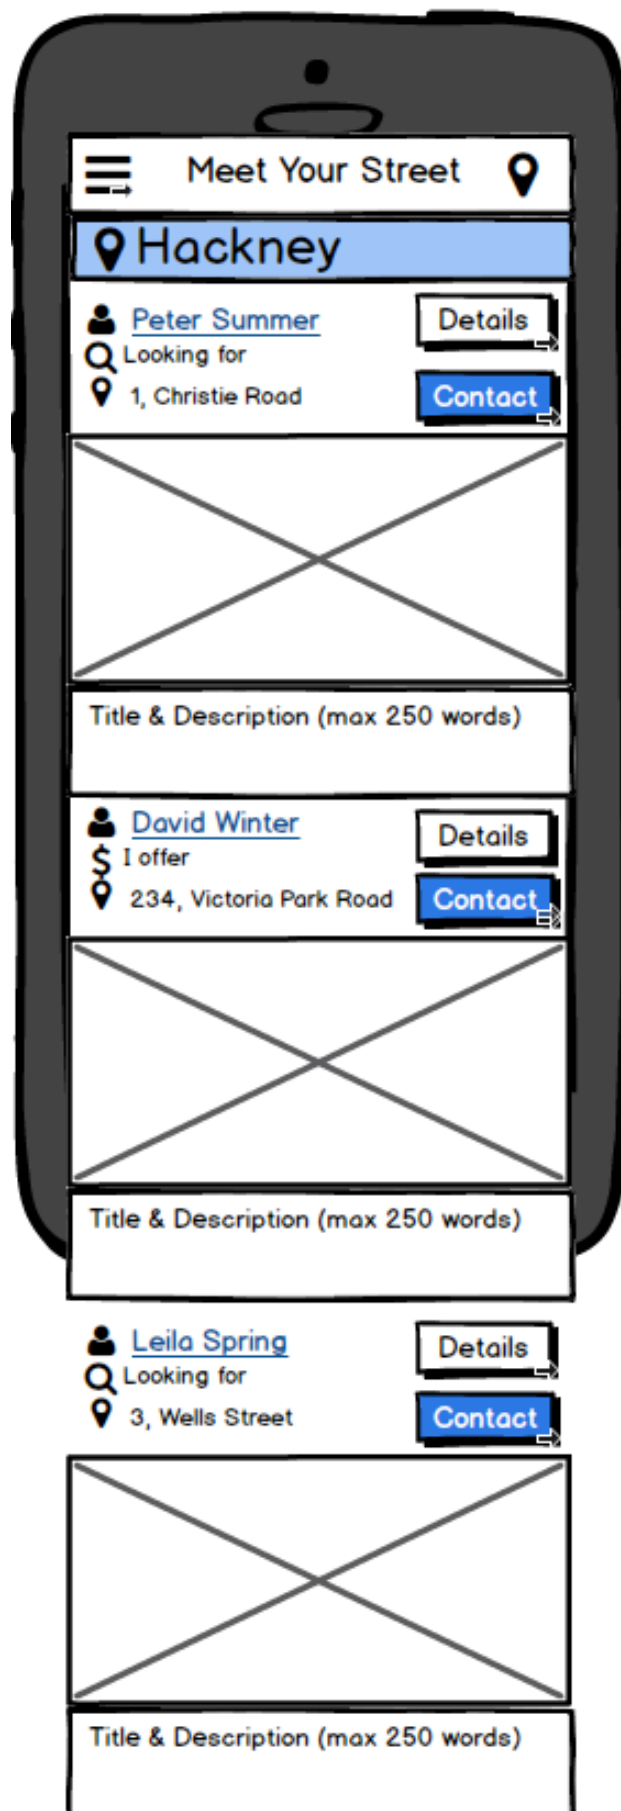 Meet Your Street
Hackney
Peter Summer
Details
Looking for
1, Christie Road
Contact
Title & Description (max 250 words)
David Winter
Details
$ I offer
234, Victoria Park Road
Contact
Title & Description (max 250 words)
Leila Spring
Details
Looking for
3, Wells Street
Contact
Title & Description (max 250 words)